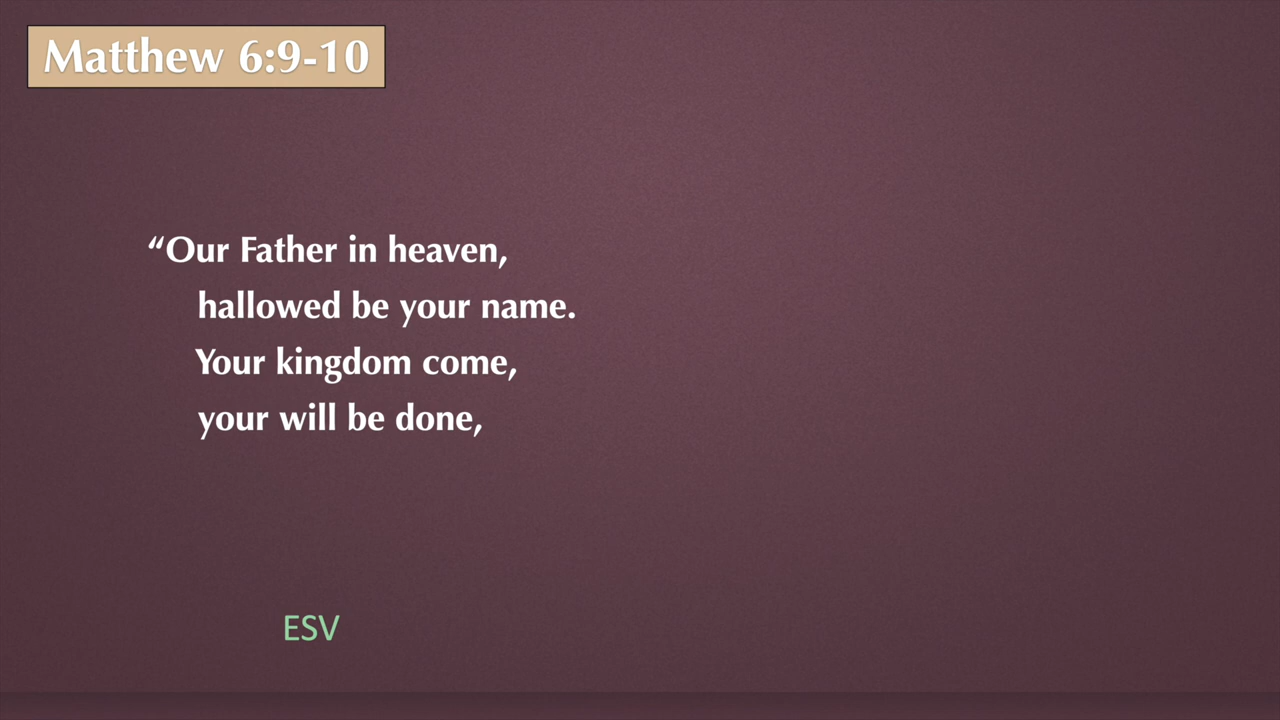 Matthew 6:9-10
“Our Father in heaven,
hallowed be your name.
Your kingdom come,
your will be done,
ESV